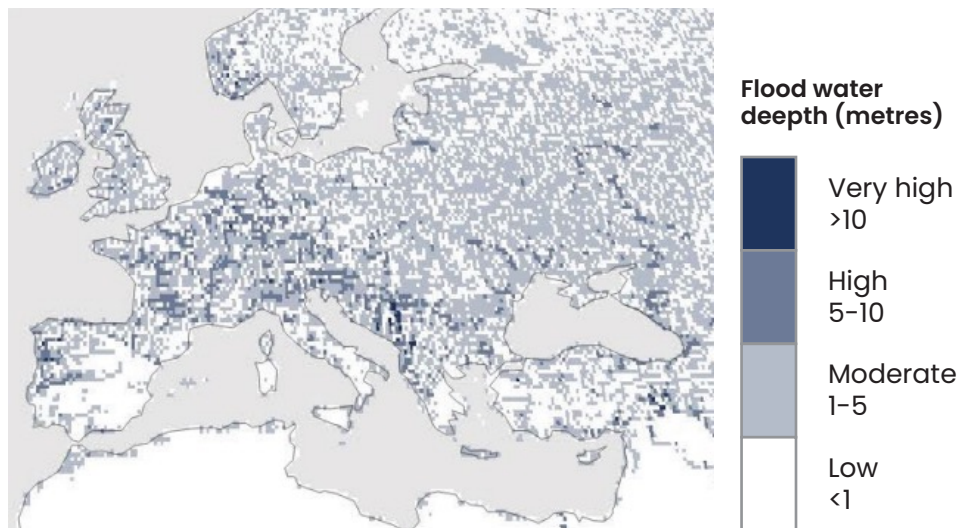 Flood water
deepth (metres)
Very high
>10
High
5-10
Moderate
1-5
Low
<1